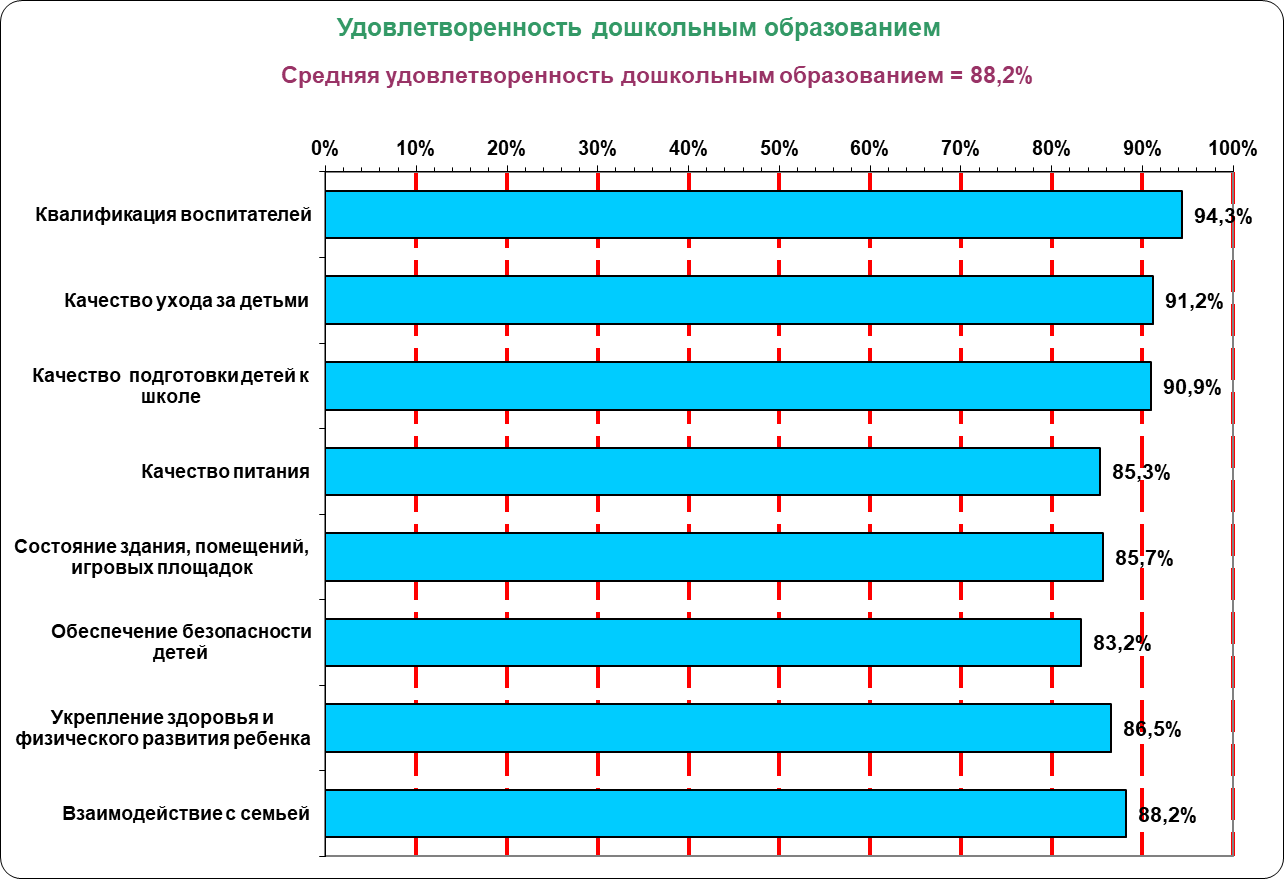 Удовлетворенность дошкольным образованием
Средняя удовлетворенность дошкольным образованием = 88,2%
0% 10% 20% 30% 40% 50% 60% 70% 80% 90% 100%
Квалификация воспитателей 94,3%
Качество ухода за детьми 91,2%
Качество подготовки детей к
школе
90,9%
Качество питания 85,3%
Состояние здания, помещений,
игровых площадок
85,7%
Обеспечение безопасности
детей
83,2%
Укрепление здоровья и
физического развития ребенка
86,5%
Взаимодействие с семьей 88,2%